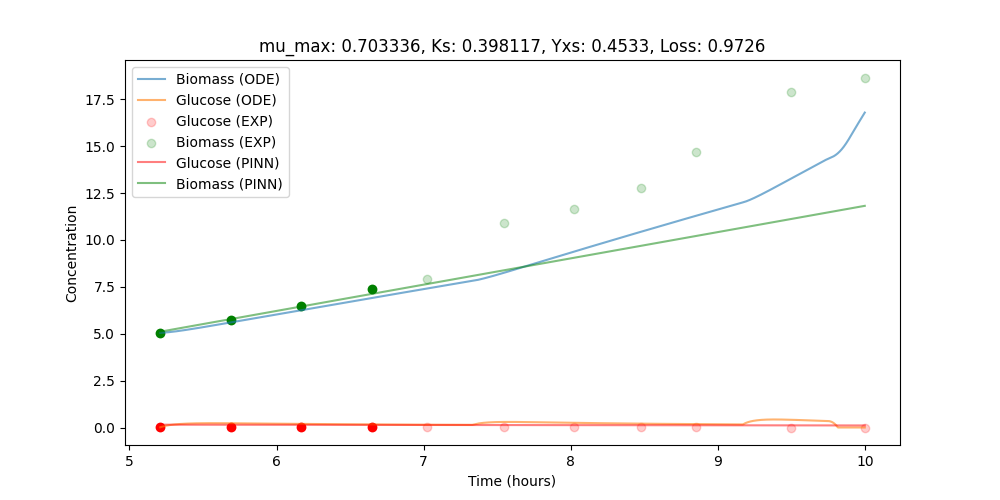 mu_max: 0.703336, Ks: 0.398117, Yxs: 0.4533, Loss: 0.9726
Biomass (ODE)
Glucose (ODE)
Glucose (EXP)
Biomass (EXP)
Glucose (PINN)
Biomass (PINN)
Concentration
17.5
15.0
12.5
10.0
7.5
5.0
2.5
0.0
5
6
7
8
9
10
Time (hours)